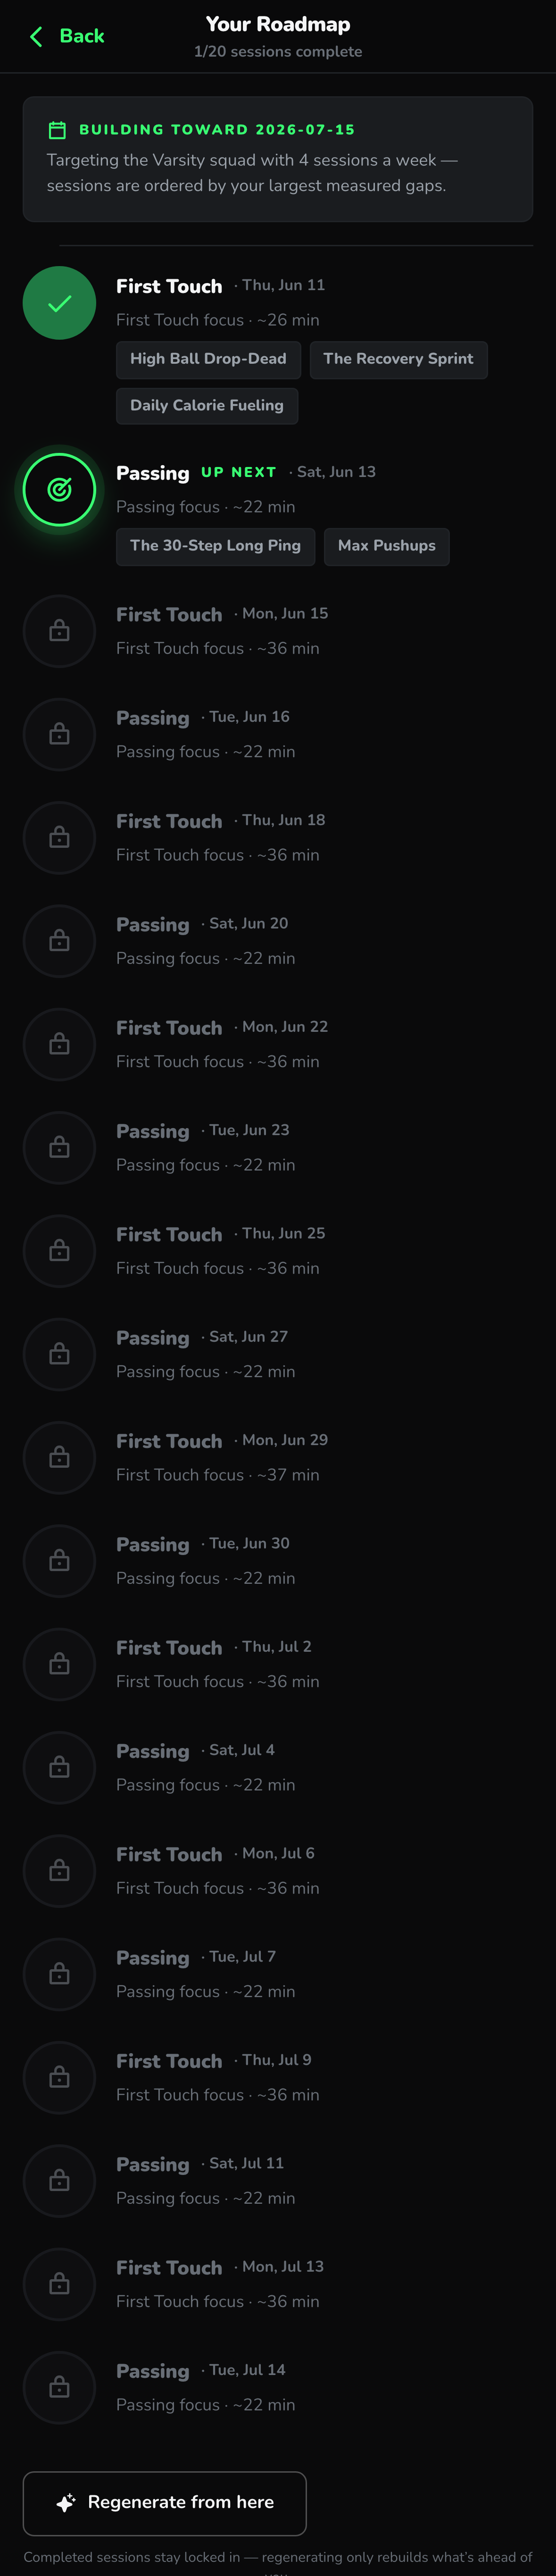 Back
Your Roadmap
1/20 sessions complete
BUILDING TOWARD 2026-07-15
Targeting the Varsity squad with 4 sessions a week —
sessions are ordered by your largest measured gaps.
First Touch · Thu, Jun 11
First Touch focus · ~26 min
High Ball Drop-Dead The Recovery Sprint
Daily Calorie Fueling
Passing UP NEXT · Sat, Jun 13
Passing focus · ~22 min
The 30-Step Long Ping Max Pushups
First Touch · Mon, Jun 15
First Touch focus · ~36 min
Passing · Tue, Jun 16
Passing focus · ~22 min
First Touch · Thu, Jun 18
First Touch focus · ~36 min
Passing · Sat, Jun 20
Passing focus · ~22 min
First Touch · Mon, Jun 22
First Touch focus · ~36 min
Passing · Tue, Jun 23
Passing focus · ~22 min
First Touch · Thu, Jun 25
First Touch focus · ~36 min
Passing · Sat, Jun 27
Passing focus · ~22 min
First Touch · Mon, Jun 29
First Touch focus · ~37 min
Passing · Tue, Jun 30
Passing focus · ~22 min
First Touch · Thu, Jul 2
First Touch focus · ~36 min
Passing · Sat, Jul 4
Passing focus · ~22 min
First Touch · Mon, Jul 6
First Touch focus · ~36 min
Passing · Tue, Jul 7
Passing focus · ~22 min
First Touch · Thu, Jul 9
First Touch focus · ~36 min
Passing · Sat, Jul 11
Passing focus · ~22 min
First Touch · Mon, Jul 13
First Touch focus · ~36 min
Passing · Tue, Jul 14
Passing focus · ~22 min
Regenerate from here
Completed sessions stay locked in — regenerating only rebuilds what's ahead of